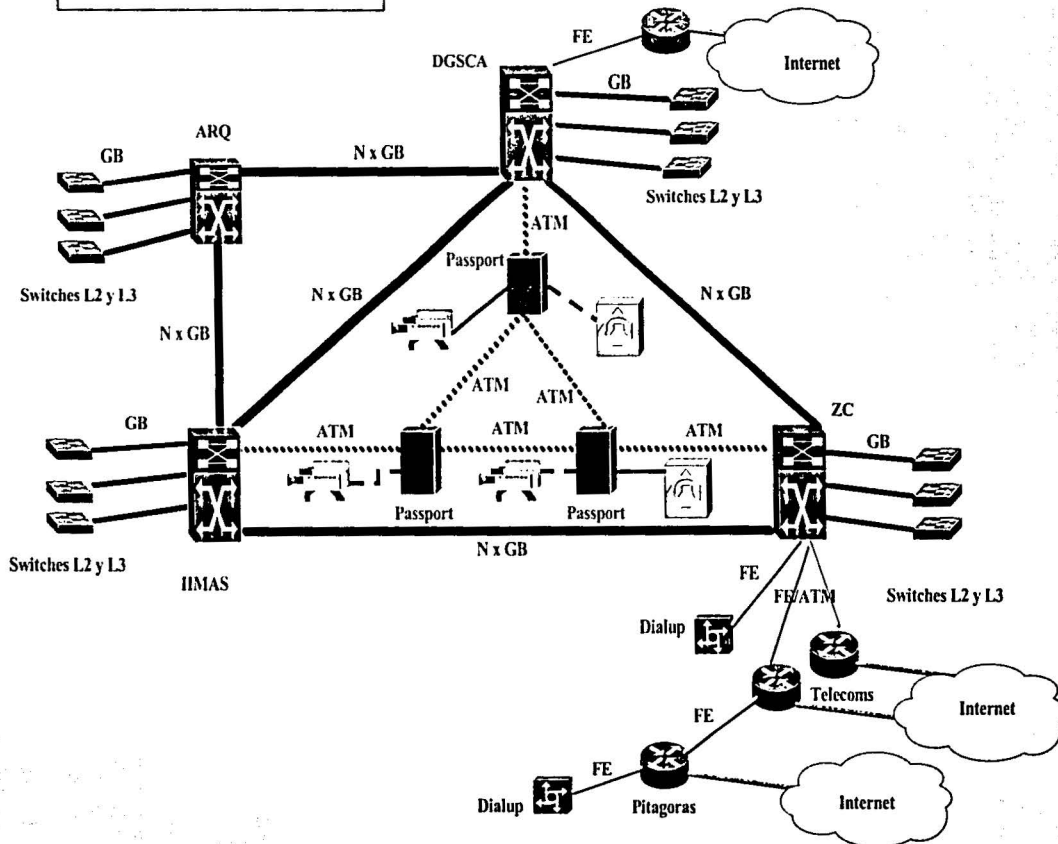 FE
DGSCA
Internet
GB
ARQ
GB
N x GB
Switches L2 y L3
ATM
Passport
Switches L2 y L3
N x GB
N x GB
N x GB
ATM
ATM
ZC
GB
ATM
ATM
ATM
GB
Passport
Passport
N x GB
Switches L2 y L3
IIMAS
FE
FE/ATM
Switches L2 y L3
Dialup
Telecoms
Internet
FE
FE
Dialup
Pitagoras
Internet